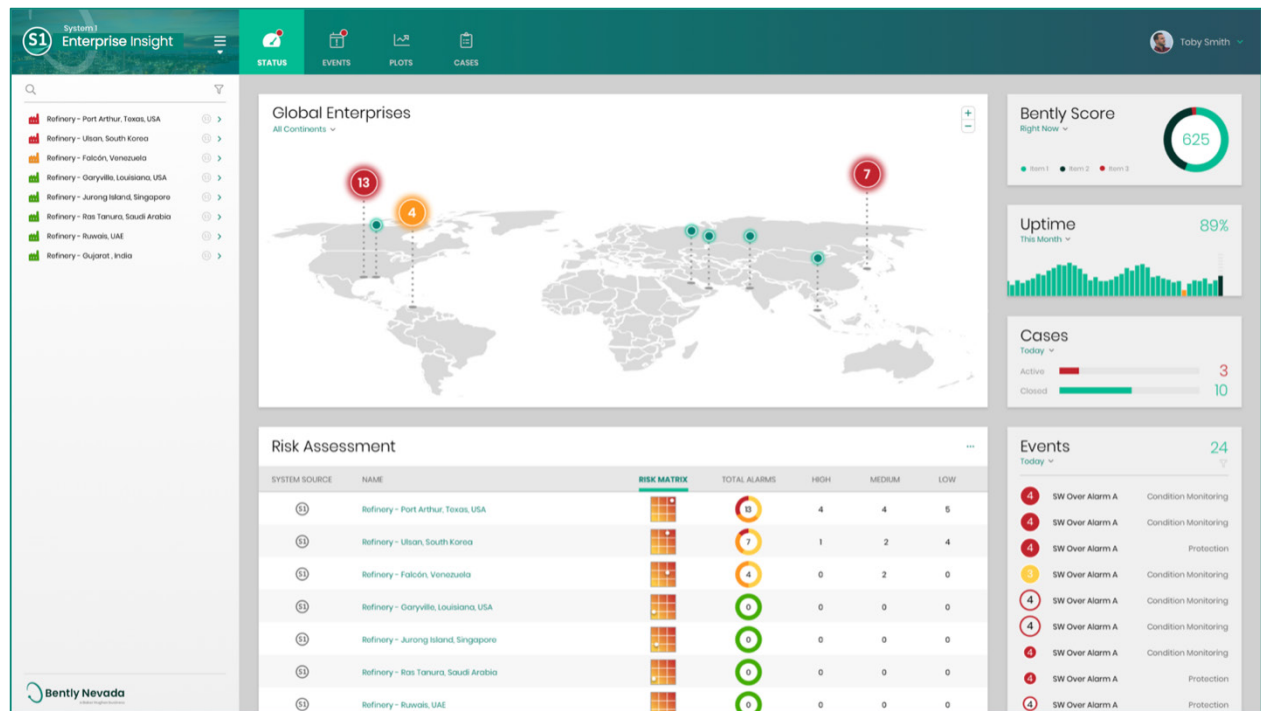 System 1
S1 Enterprise Insight
STATUS EVENTS PLOTS CASES
Toby Smith
Refinery - Port Arthur, Texas, USA
Refinery - Ulsan, South Korea
Refinery - Falcón, Venezuela
Refinery - Garyville, Louisiana, USA
Refinery - Jurong Island, Singapore
Refinery - Ras Tanura, Saudi Arabia
Refinery - Ruwais, UAE
Refinery - Gujarat , India
Bently Nevada
Global Enterprises
All Continents
+
−
13
4
7
Bently Score
Right Now
625
Item 1 Item 2 Item 3
Uptime 89%
This Month
Cases
Today
Active 3
Closed 10
Risk Assessment
SYSTEM SOURCE NAME RISK MATRIX TOTAL ALARMS HIGH MEDIUM LOW
S1 Refinery - Port Arthur, Texas, USA 13 4 4 5
S1 Refinery - Ulsan, South Korea 7 1 2 4
S1 Refinery - Falcón, Venezuela 4 0 2 0
S1 Refinery - Garyville, Louisiana, USA 0 0 0 0
S1 Refinery - Jurong Island, Singapore 0 0 0 0
S1 Refinery - Ras Tanura, Saudi Arabia 0 0 0 0
S1 Refinery - Ruwais, UAE 0 0 0 0
Events 24
Today
4 SW Over Alarm A Condition Monitoring
4 SW Over Alarm A Condition Monitoring
4 SW Over Alarm A Protection
3 SW Over Alarm A Condition Monitoring
4 SW Over Alarm A Condition Monitoring
4 SW Over Alarm A Condition Monitoring
4 SW Over Alarm A Condition Monitoring
4 SW Over Alarm A Protection
4 SW Over Alarm A Protection